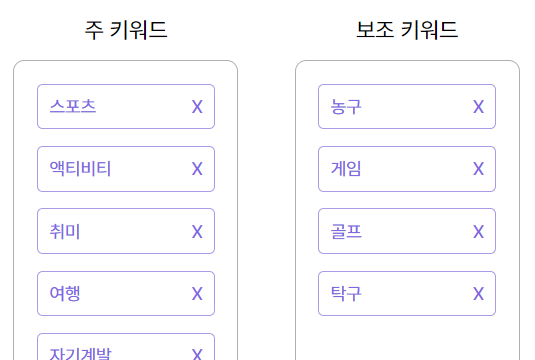 주 키워드
스포츠 X
액티비티 X
취미 X
여행 X
자기계발 X
보조 키워드
농구 X
게임 X
골프 X
탁구 X